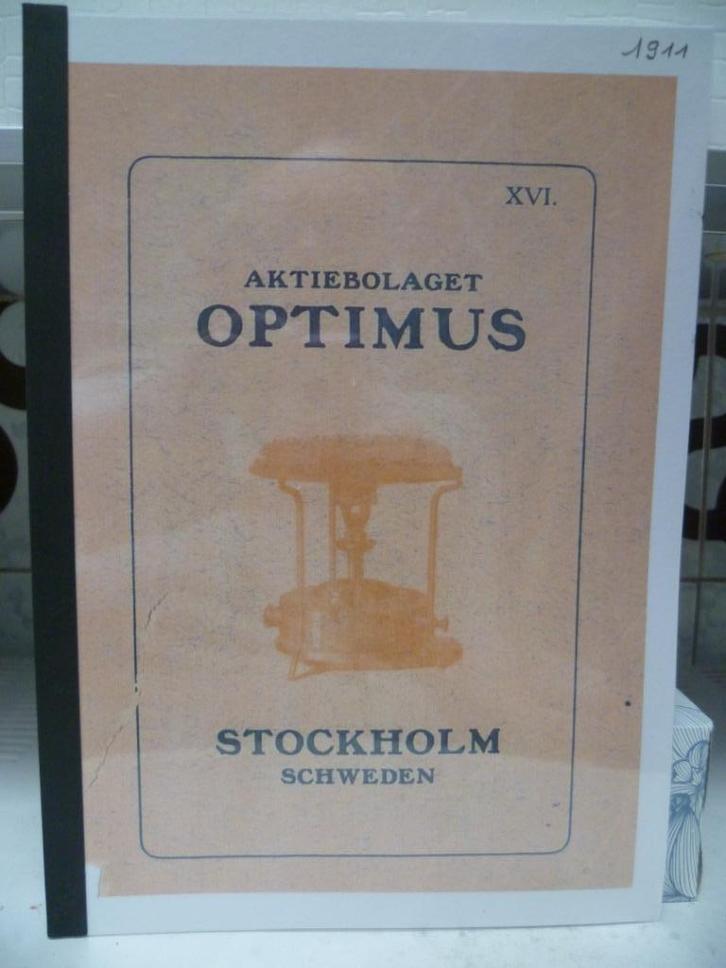 1911
XVI.
AKTIEBOLAGET
OPTIMUS
STOCKHOLM
SCHWEDEN